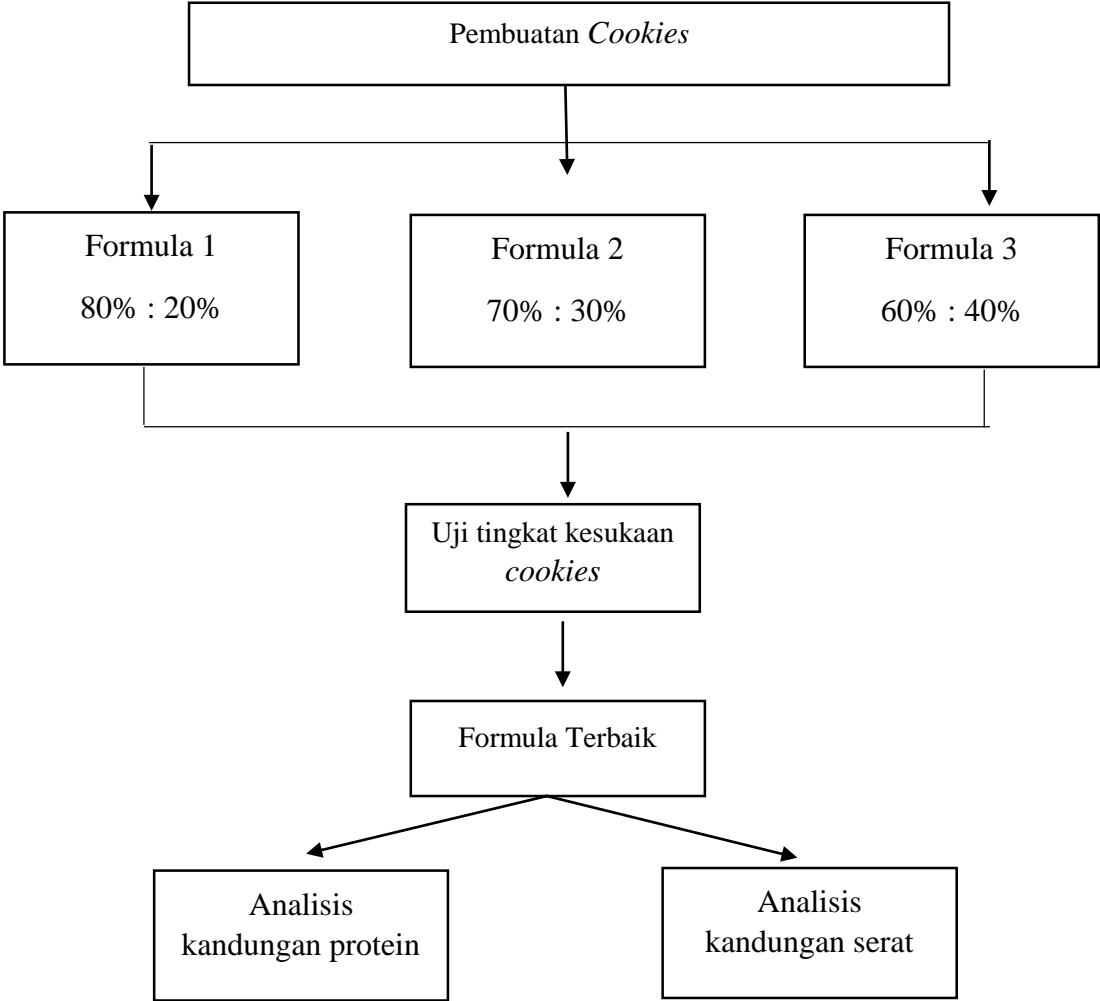 Pembuatan Cookies
Formula 1
80% : 20%
Formula 2
70% : 30%
Formula 3
60% : 40%
Uji tingkat kesukaan
cookies
Formula Terbaik
Analisis
kandungan protein
Analisis
kandungan serat